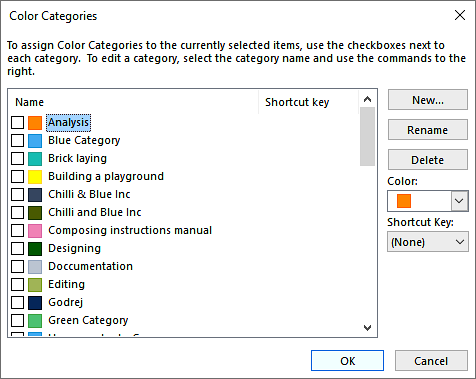 Color Categories
To assign Color Categories to the currently selected items, use the checkboxes next to
each category. To edit a category, select the category name and use the commands to the
right.
Name Shortcut key
Analysis
Blue Category
Brick laying
Building a playground
Chilli & Blue Inc
Chilli and Blue Inc
Composing instructions manual
Designing
Doccumentation
Editing
Godrej
Green Category
New...
Rename
Delete
Color:
Shortcut Key:
(None)
OK Cancel